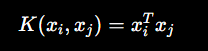 K(x_i, x_j) = x_i^T x_j